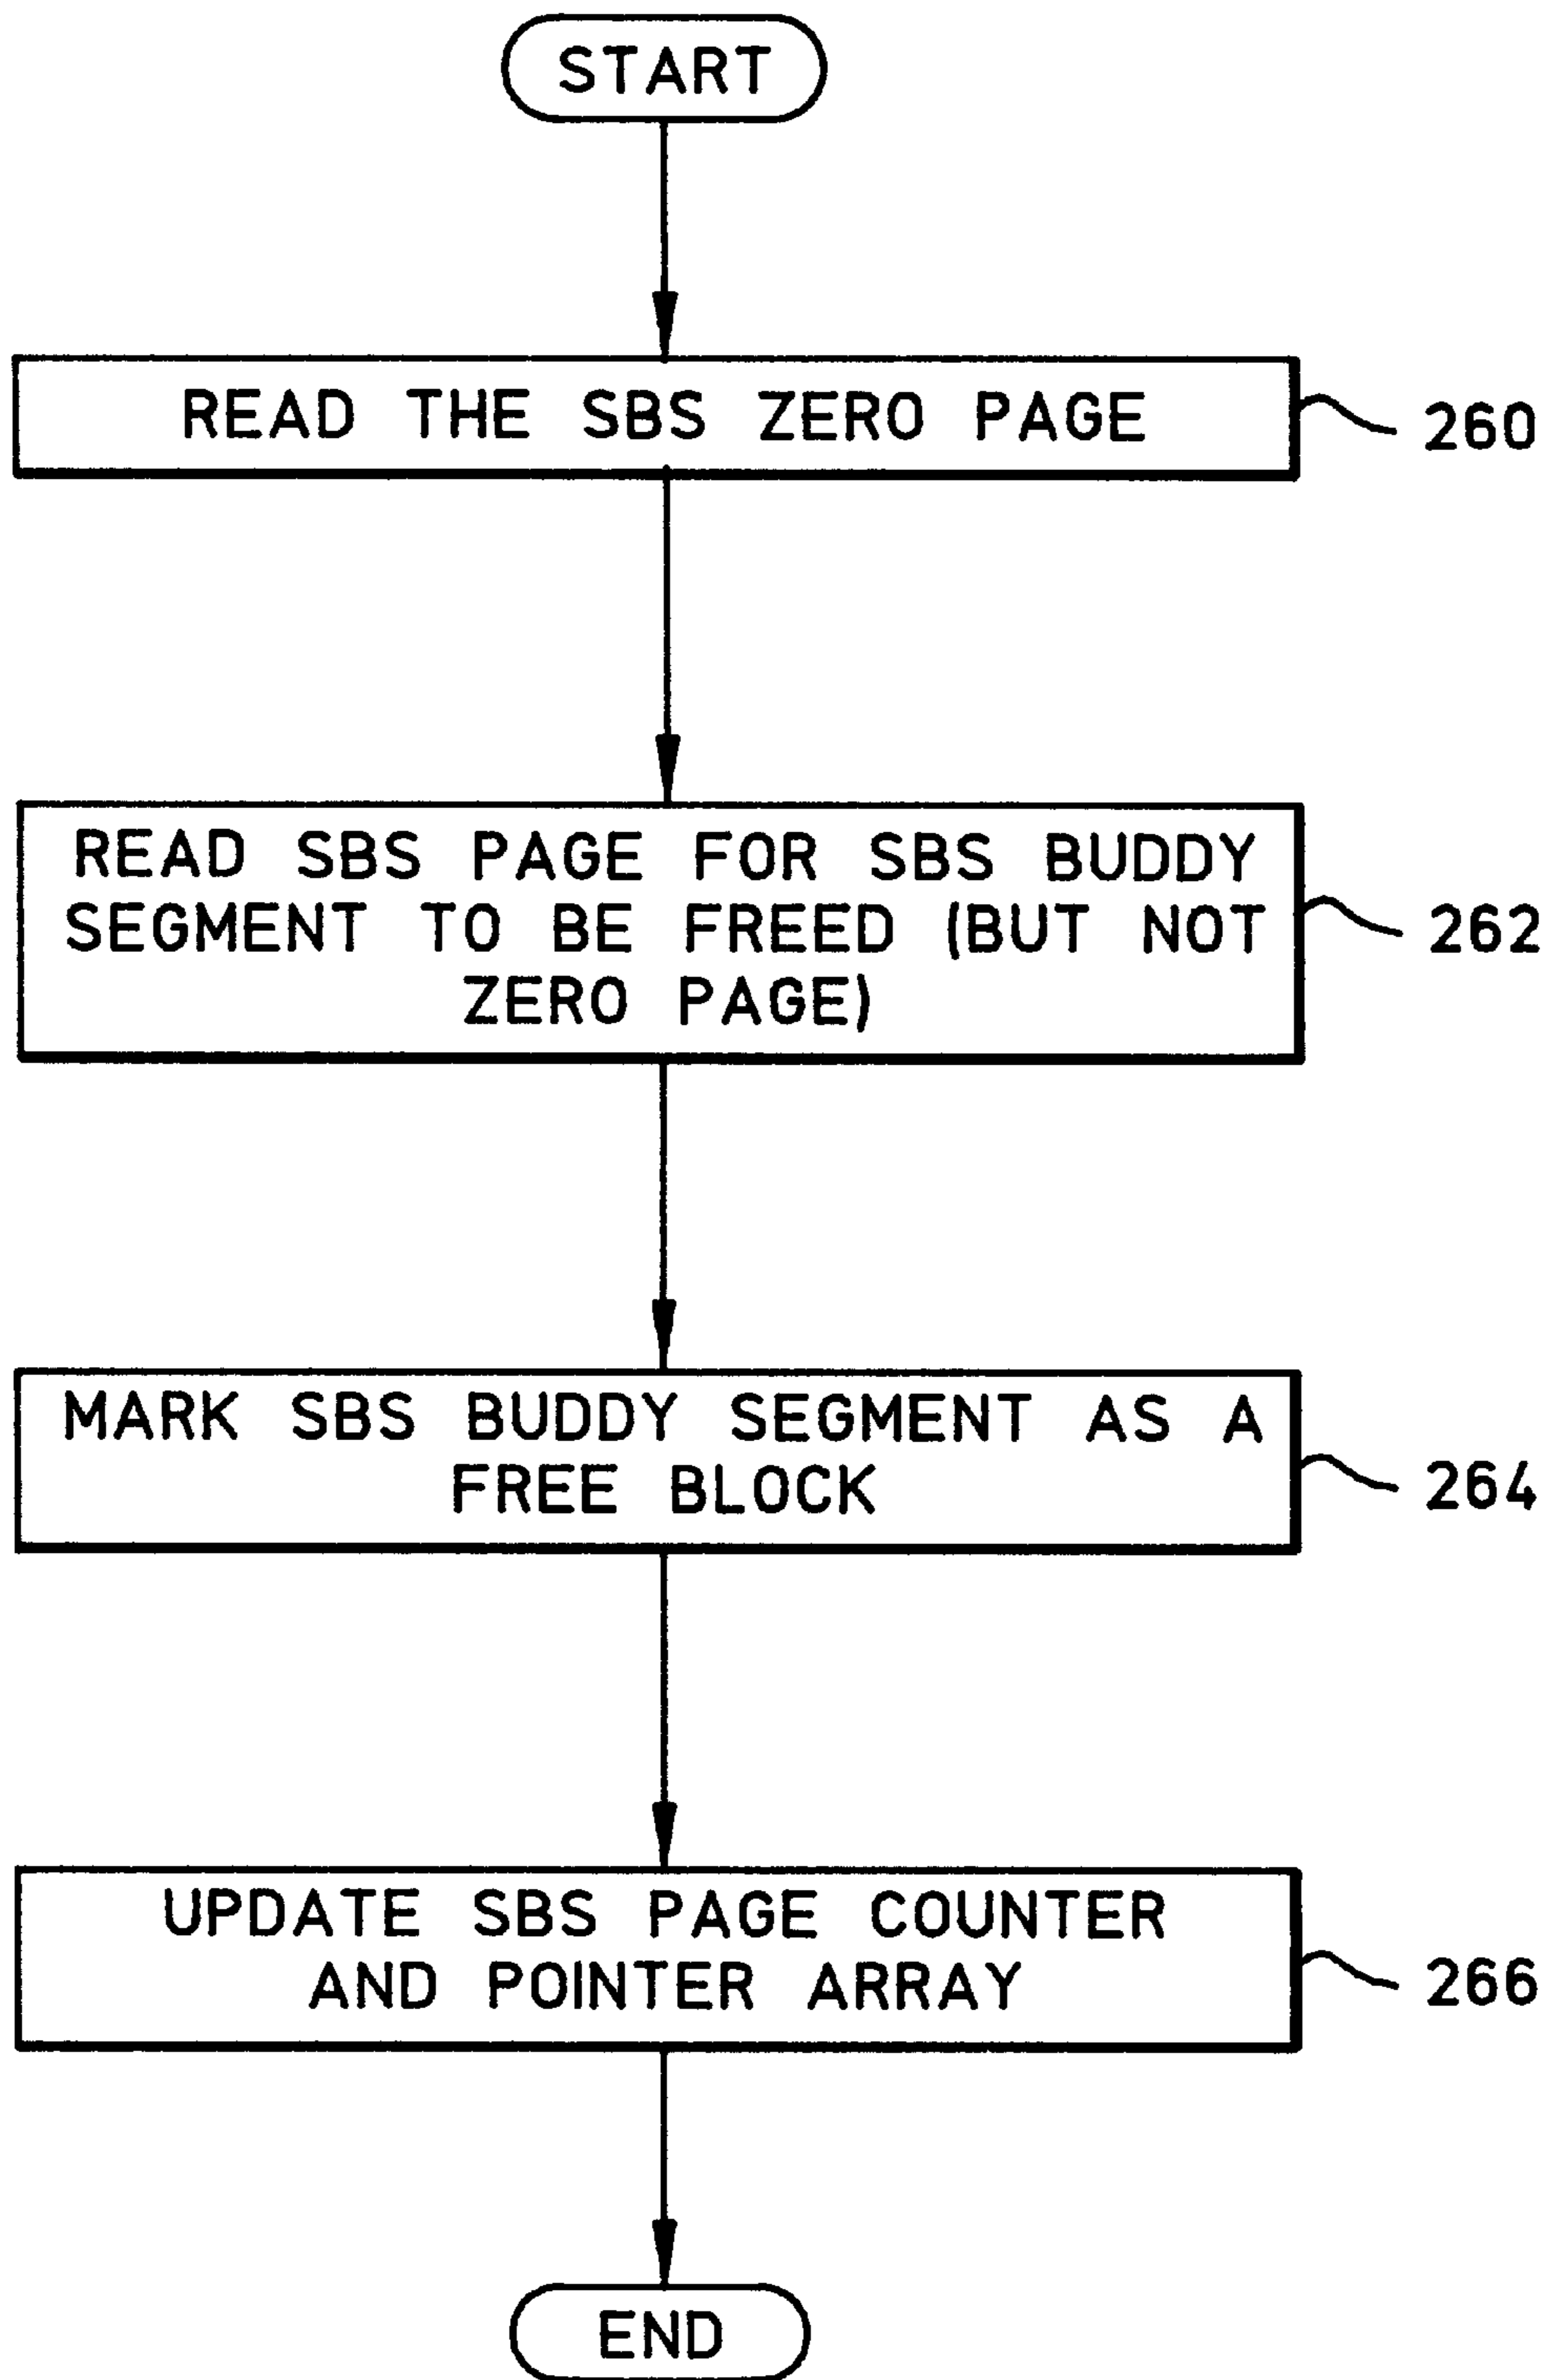 START
READ THE SBS ZERO PAGE
260
READ SBS PAGE FOR SBS BUDDY
SEGMENT TO BE FREED (BUT NOT
ZERO PAGE)
262
MARK SBS BUDDY SEGMENT AS A
FREE BLOCK
264
UPDATE SBS PAGE COUNTER
AND POINTER ARRAY
266
END